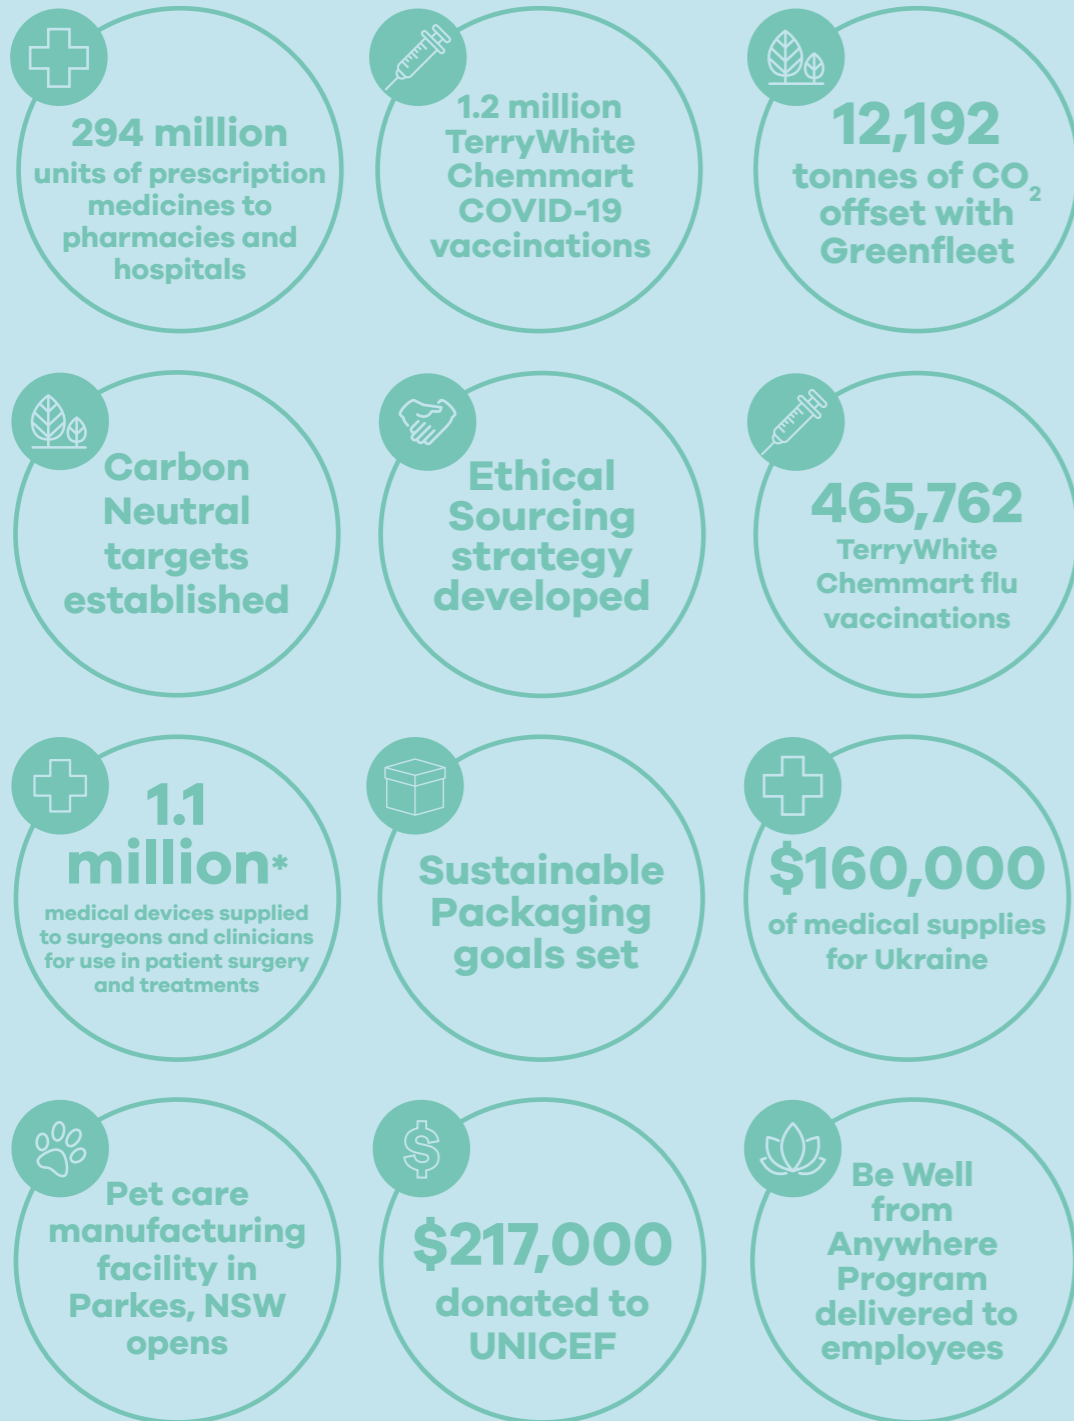 294 million
units of prescription
medicines to
pharmacies and
hospitals
1.2 million
TerryWhite
Chemmart
COVID-19
vaccinations
12,192
tonnes of CO2
offset with
Greenfleet
Carbon
Neutral
targets
established
Ethical
Sourcing
strategy
developed
465,762
TerryWhite
Chemmart flu
vaccinations
1.1
million*
medical devices supplied
to surgeons and clinicians
for use in patient surgery
and treatments
Sustainable
Packaging
goals set
$160,000
of medical supplies
for Ukraine
Pet care
manufacturing
facility in
Parkes, NSW
opens
$
$217,000
donated to
UNICEF
Be Well
from
Anywhere
Program
delivered to
employees